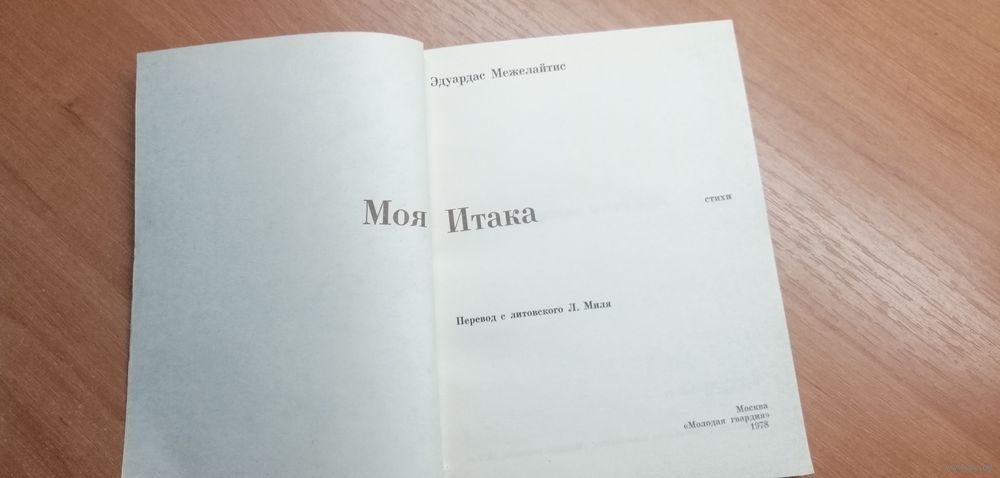 Эдуардас Межелайтис
Моя Итака
стихи
Перевод с литовского Л. Миля
Москва
«Молодая гвардия»
1978